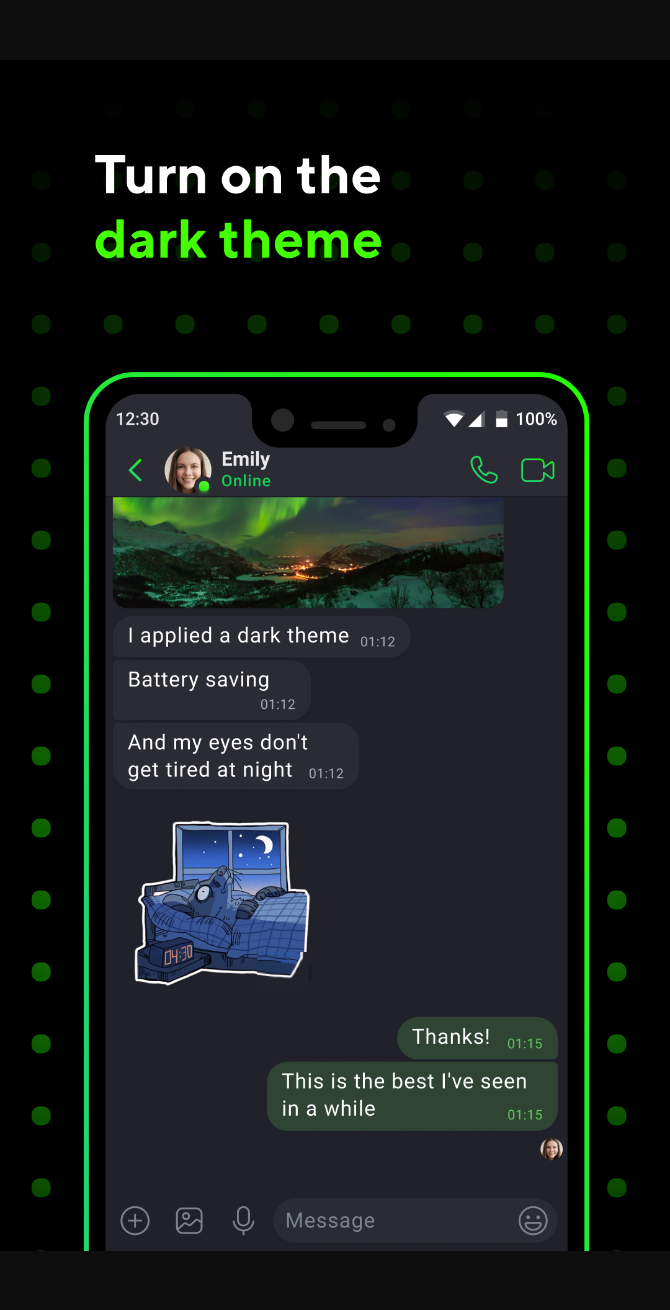 Turn on the
dark theme
12:30
100%
Emily
Online
I applied a dark theme 01:12
Battery saving
01:12
And my eyes don't
get tired at night 01:12
04:30
Thanks! 01:15
This is the best I've seen
in a while 01:15
Message